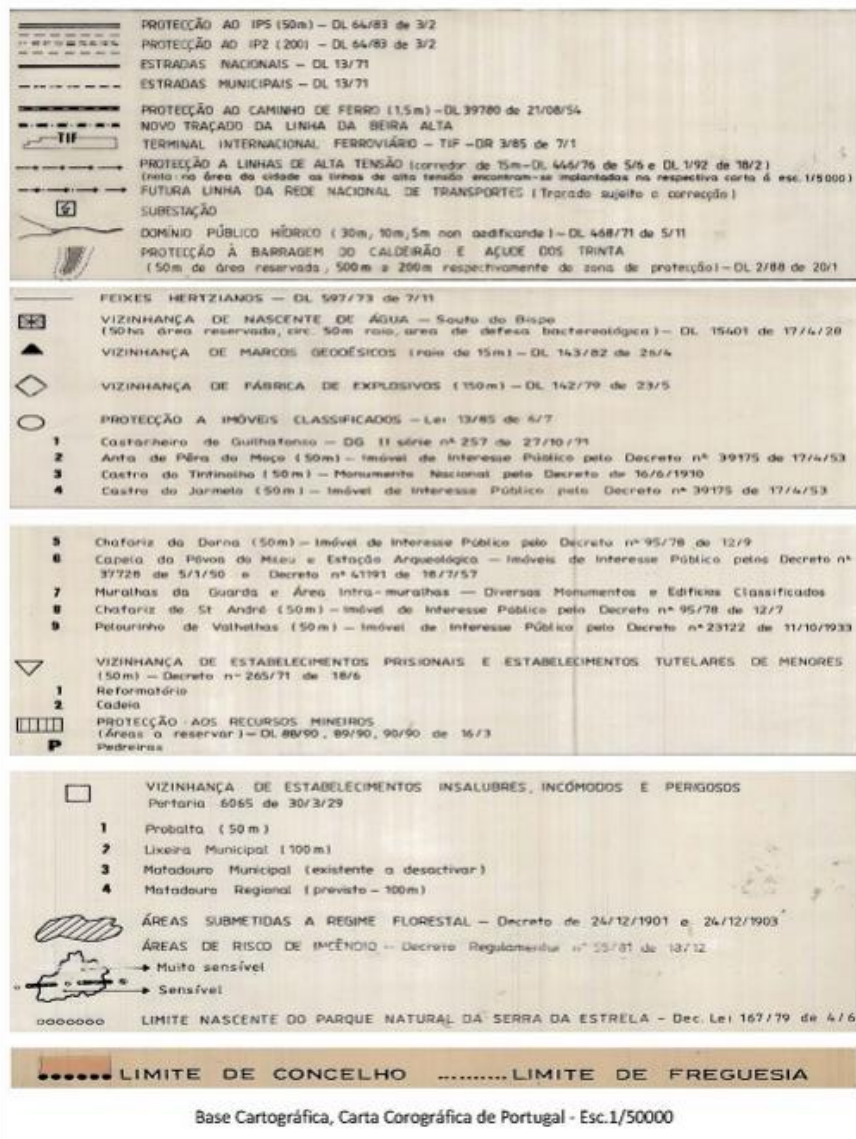 PROTECÇÃO AO IP5 (50m) – DL 64/83 de 3/2
PROTECÇÃO AO IP2 (200) – DL 64/83 de 3/2
ESTRADAS NACIONAIS – DL 13/71
ESTRADAS MUNICIPAIS – DL 13/71
PROTECÇÃO AO CAMINHO DE FERRO (1,5m) – DL 39780 de 21/08/54
NOVO TRAÇADO DA LINHA DA BEIRA ALTA
TIF
TERMINAL INTERNACIONAL FERROVIÁRIO – TIF – DR 3/85 de 7/1
PROTECÇÃO A LINHAS DE ALTA TENSÃO (corredor de 15m – DL 446/76 de 5/6 e DL 1/92 de 18/2)
(nota: na área da cidade as linhas de alta tensão encontram-se implantadas na respectiva carta á esc. 1/5000)
FUTURA LINHA DA REDE NACIONAL DE TRANSPORTES (Traçado sujeito a correcção)
SUBESTAÇÃO
DOMÍNIO PÚBLICO HÍDRICO (30m, 10m, 5m non aedificande) – DL 468/71 de 5/11
PROTECÇÃO À BARRAGEM DO CALDEIRÃO E AÇUDE DOS TRINTA
(50m de área reservada, 500m e 200m respectivamente de zona de protecção) – DL 2/88 de 20/1
FEIXES HERTZIANOS – DL 597/73 de 7/11
VIZINHANÇA DE NASCENTE DE ÁGUA – Souto do Bispo
(50ha área reservada, circ. 50m raio, area de defesa bactereológica) – DL 15401 de 17/4/28
VIZINHANÇA DE MARCOS GEODÉSICOS (raio de 15m) – DL 143/82 de 26/4
VIZINHANÇA DE FÁBRICA DE EXPLOSIVOS (150m) – DL 142/79 de 23/5
PROTECÇÃO A IMÓVEIS CLASSIFICADOS – Lei 13/85 de 6/7
1 Castanheiro de Guilhafonso – DG II série nº 257 de 27/10/71
2 Anta de Pêra do Moço (50m) – Imóvel de Interesse Público pelo Decreto nº 39175 de 17/4/53
3 Castro do Tintinolho (50m) – Monumento Nacional pelo Decreto de 16/6/1910
4 Castro do Jarmelo (50m) – Imóvel de Interesse Público pelo Decreto nº 39175 de 17/4/53
5 Chafariz da Dorna (50m) – Imóvel de Interesse Público pelo Decreto nº 95/78 de 12/9
6 Capela da Póvoa do Mileu e Estação Arqueológica – Imóveis de Interesse Público pelos Decreto nº
37728 de 5/1/50 e Decreto nº 41191 de 18/7/57
7 Muralhas da Guarda e Área Intra-muralhas – Diversos Monumentos e Edifícios Classificados
8 Chafariz de St André (50m) – Imóvel de Interesse Público pelo Decreto nº 95/78 de 12/7
9 Pelourinho de Valhelhas (50m) – Imóvel de Interesse Público pelo Decreto nº 23122 de 11/10/1933
VIZINHANÇA DE ESTABELECIMENTOS PRISIONAIS E ESTABELECIMENTOS TUTELARES DE MENORES
(50m) – Decreto nº 265/71 de 18/6
1 Reformatório
2 Cadeia
PROTECÇÃO AOS RECURSOS MINEIROS
(Áreas a reservar) – DL 88/90, 89/90, 90/90 de 16/3
P Pedreiras
VIZINHANÇA DE ESTABELECIMENTOS INSALUBRES, INCÓMODOS E PERIGOSOS
Portaria 6065 de 30/3/29
1 Probalta (50m)
2 Lixeira Municipal (100m)
3 Matadouro Municipal (existente a desactivar)
4 Matadouro Regional (previsto – 100m)
ÁREAS SUBMETIDAS A REGIME FLORESTAL – Decreto de 24/12/1901 e 24/12/1903
ÁREAS DE RISCO DE INCÊNDIO – Decreto Regulamentar nº 55/81 de 18/12
Muito sensível
Sensível
LIMITE NASCENTE DO PARQUE NATURAL DA SERRA DA ESTRELA – Dec. Lei 167/79 de 4/6
LIMITE DE CONCELHO LIMITE DE FREGUESIA
Base Cartográfica, Carta Corográfica de Portugal - Esc.1/50000